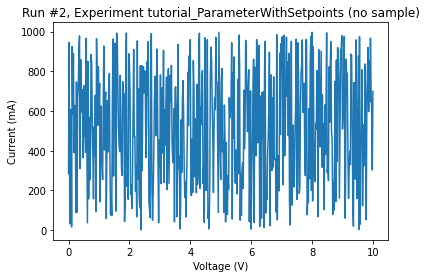 Run #2, Experiment tutorial_ParameterWithSetpoints (no sample)
1000
800
600
400
200
0
Current (mA)
0 2 4 6 8 10
Voltage (V)